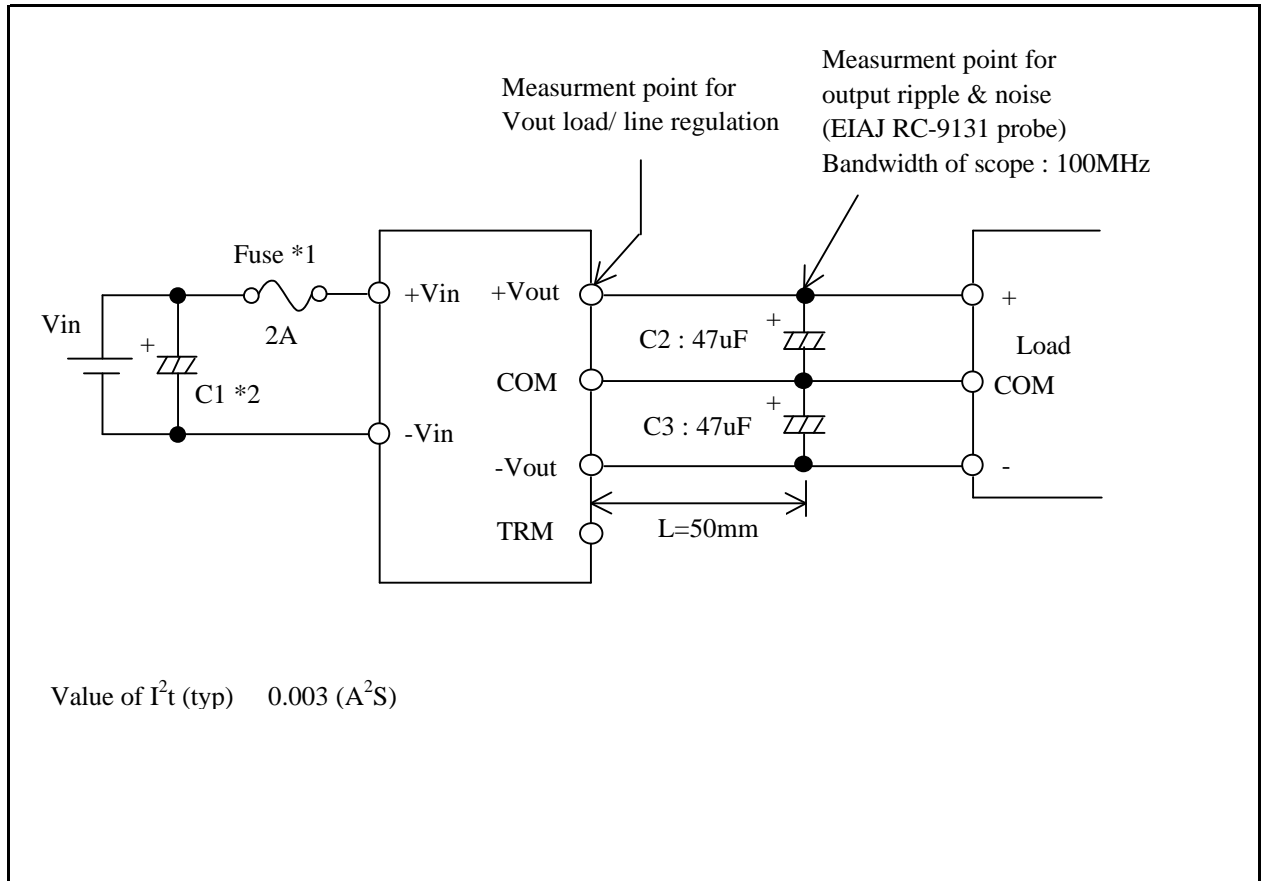 Measurment point for
Vout load/ line regulation
Measurment point for
output ripple & noise
(EIAJ RC-9131 probe)
Bandwidth of scope : 100MHz
Fuse *1
2A
Vin
+
C1 *2
+Vin
-Vin
+Vout
COM
-Vout
TRM
+
C2 : 47uF
+
C3 : 47uF
L=50mm
+
Load
COM
-
Value of I²t (typ) 0.003 (A²S)